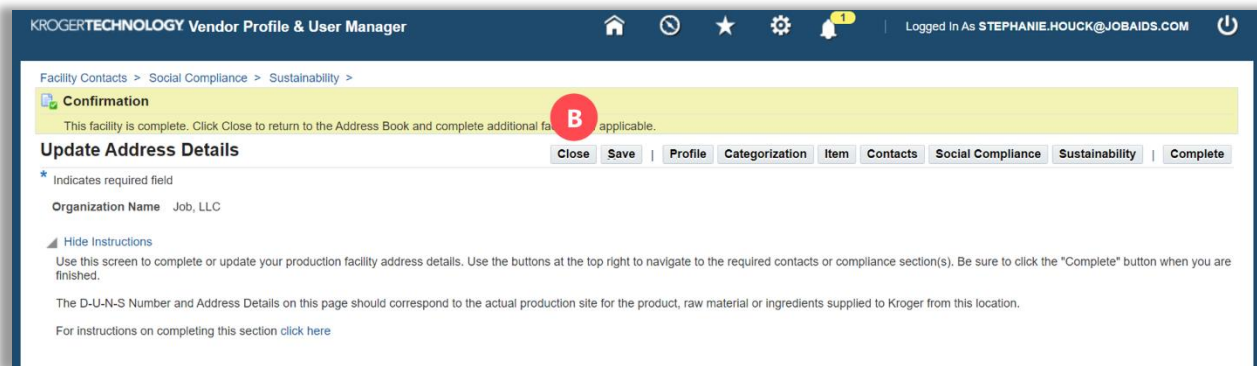 KROGERTECHNOLOGY. Vendor Profile & User Manager 1 Logged In As STEPHANIE.HOUCK@JOBAIDS.COM
Facility Contacts > Social Compliance > Sustainability >
Confirmation
B
This facility is complete. Click Close to return to the Address Book and complete additional applicable.
Update Address Details Close Save | Profile Categorization Item Contacts Social Compliance Sustainability | Complete
* Indicates required field
Organization Name Job, LLC
Hide Instructions
Use this screen to complete or update your production facility address details. Use the buttons at the top right to navigate to the required contacts or compliance section(s). Be sure to click the "Complete" button when you are
finished.
The D-U-N-S Number and Address Details on this page should correspond to the actual production site for the product, raw material or ingredients supplied to Kroger from this location.
For instructions on completing this section click here